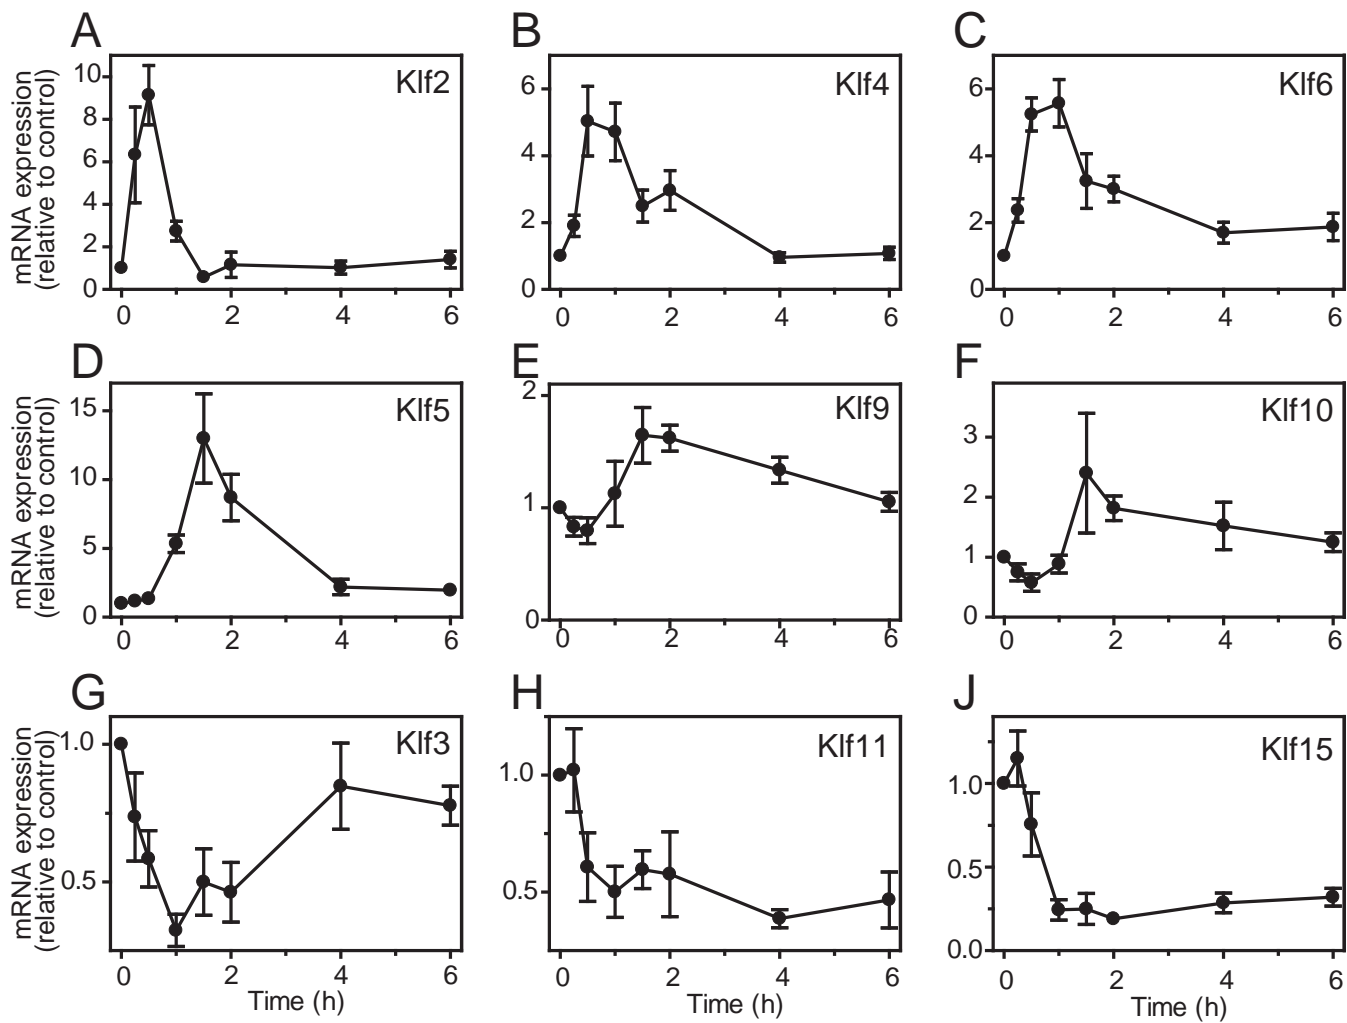 A
B
C
mRNA expression
(relative to control)
Klf2
Klf4
Klf6
10
8
6
4
2
0
6
4
2
0
6
4
2
0
0 2 4 6
0 2 4 6
0 2 4 6
D
E
F
mRNA expression
(relative to control)
Klf5
Klf9
Klf10
15
10
5
0
2
1
0
3
2
1
0
0 2 4 6
0 2 4 6
0 2 4 6
G
H
J
mRNA expression
(relative to control)
Klf3
Klf11
Klf15
1.0
0.5
1.0
0.5
1.0
0.5
0.0
0 2 4 6
0 2 4 6
0 2 4 6
Time (h)
Time (h)
Time (h)